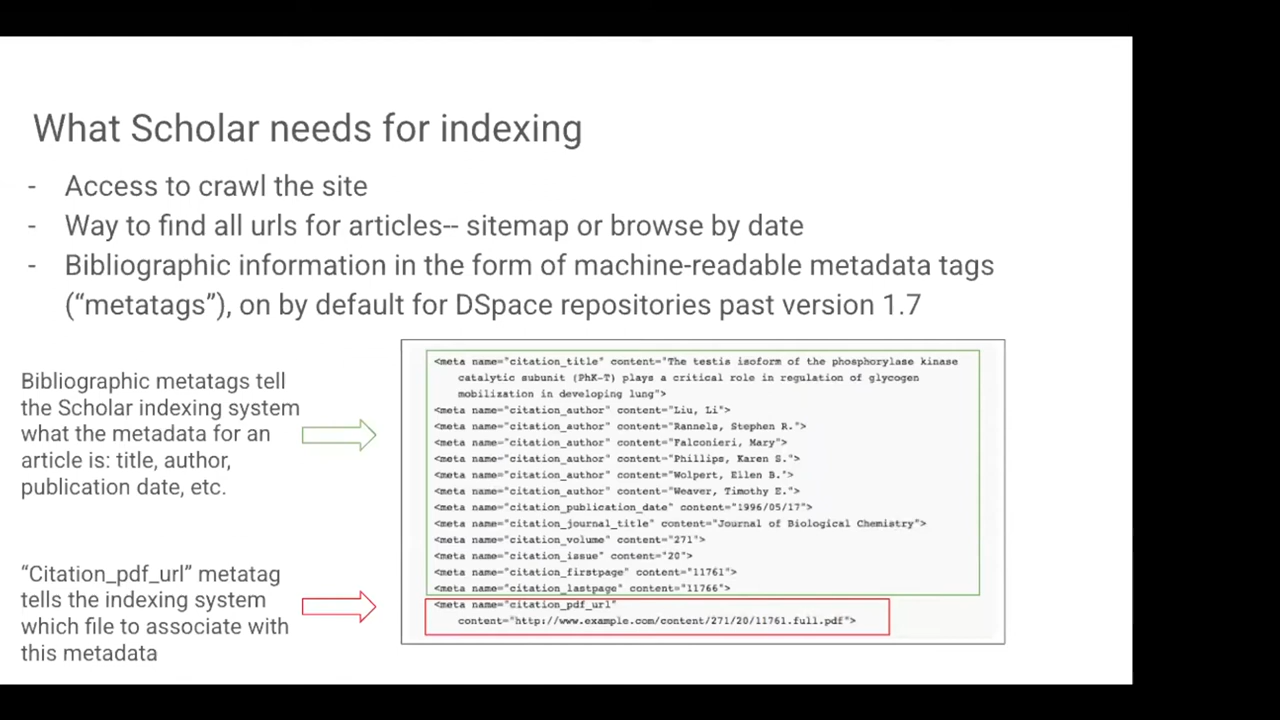 What Scholar needs for indexing
- Access to crawl the site
- Way to find all urls for articles-- sitemap or browse by date
- Bibliographic information in the form of machine-readable metadata tags
(“metatags”), on by default for DSpace repositories past version 1.7
Bibliographic metatags tell
the Scholar indexing system
what the metadata for an
article is: title, author,
publication date, etc.
“Citation_pdf_url” metatag
tells the indexing system
which file to associate with
this metadata
<meta name="citation_title" content="The testis isoform of the phosphorylase kinase
catalytic subunit (PhK-T) plays a critical role in regulation of glycogen
mobilization in developing lung">
<meta name="citation_author" content="Liu, Li">
<meta name="citation_author" content="Rannels, Stephen R.">
<meta name="citation_author" content="Falconieri, Mary">
<meta name="citation_author" content="Phillips, Karen S.">
<meta name="citation_author" content="Wolpert, Ellen B.">
<meta name="citation_author" content="Weaver, Timothy E.">
<meta name="citation_publication_date" content="1996/05/17">
<meta name="citation_journal_title" content="Journal of Biological Chemistry">
<meta name="citation_volume" content="271">
<meta name="citation_issue" content="20">
<meta name="citation_firstpage" content="11761">
<meta name="citation_lastpage" content="11766">
<meta name="citation_pdf_url"
content="http://www.example.com/content/271/20/11761.full.pdf">